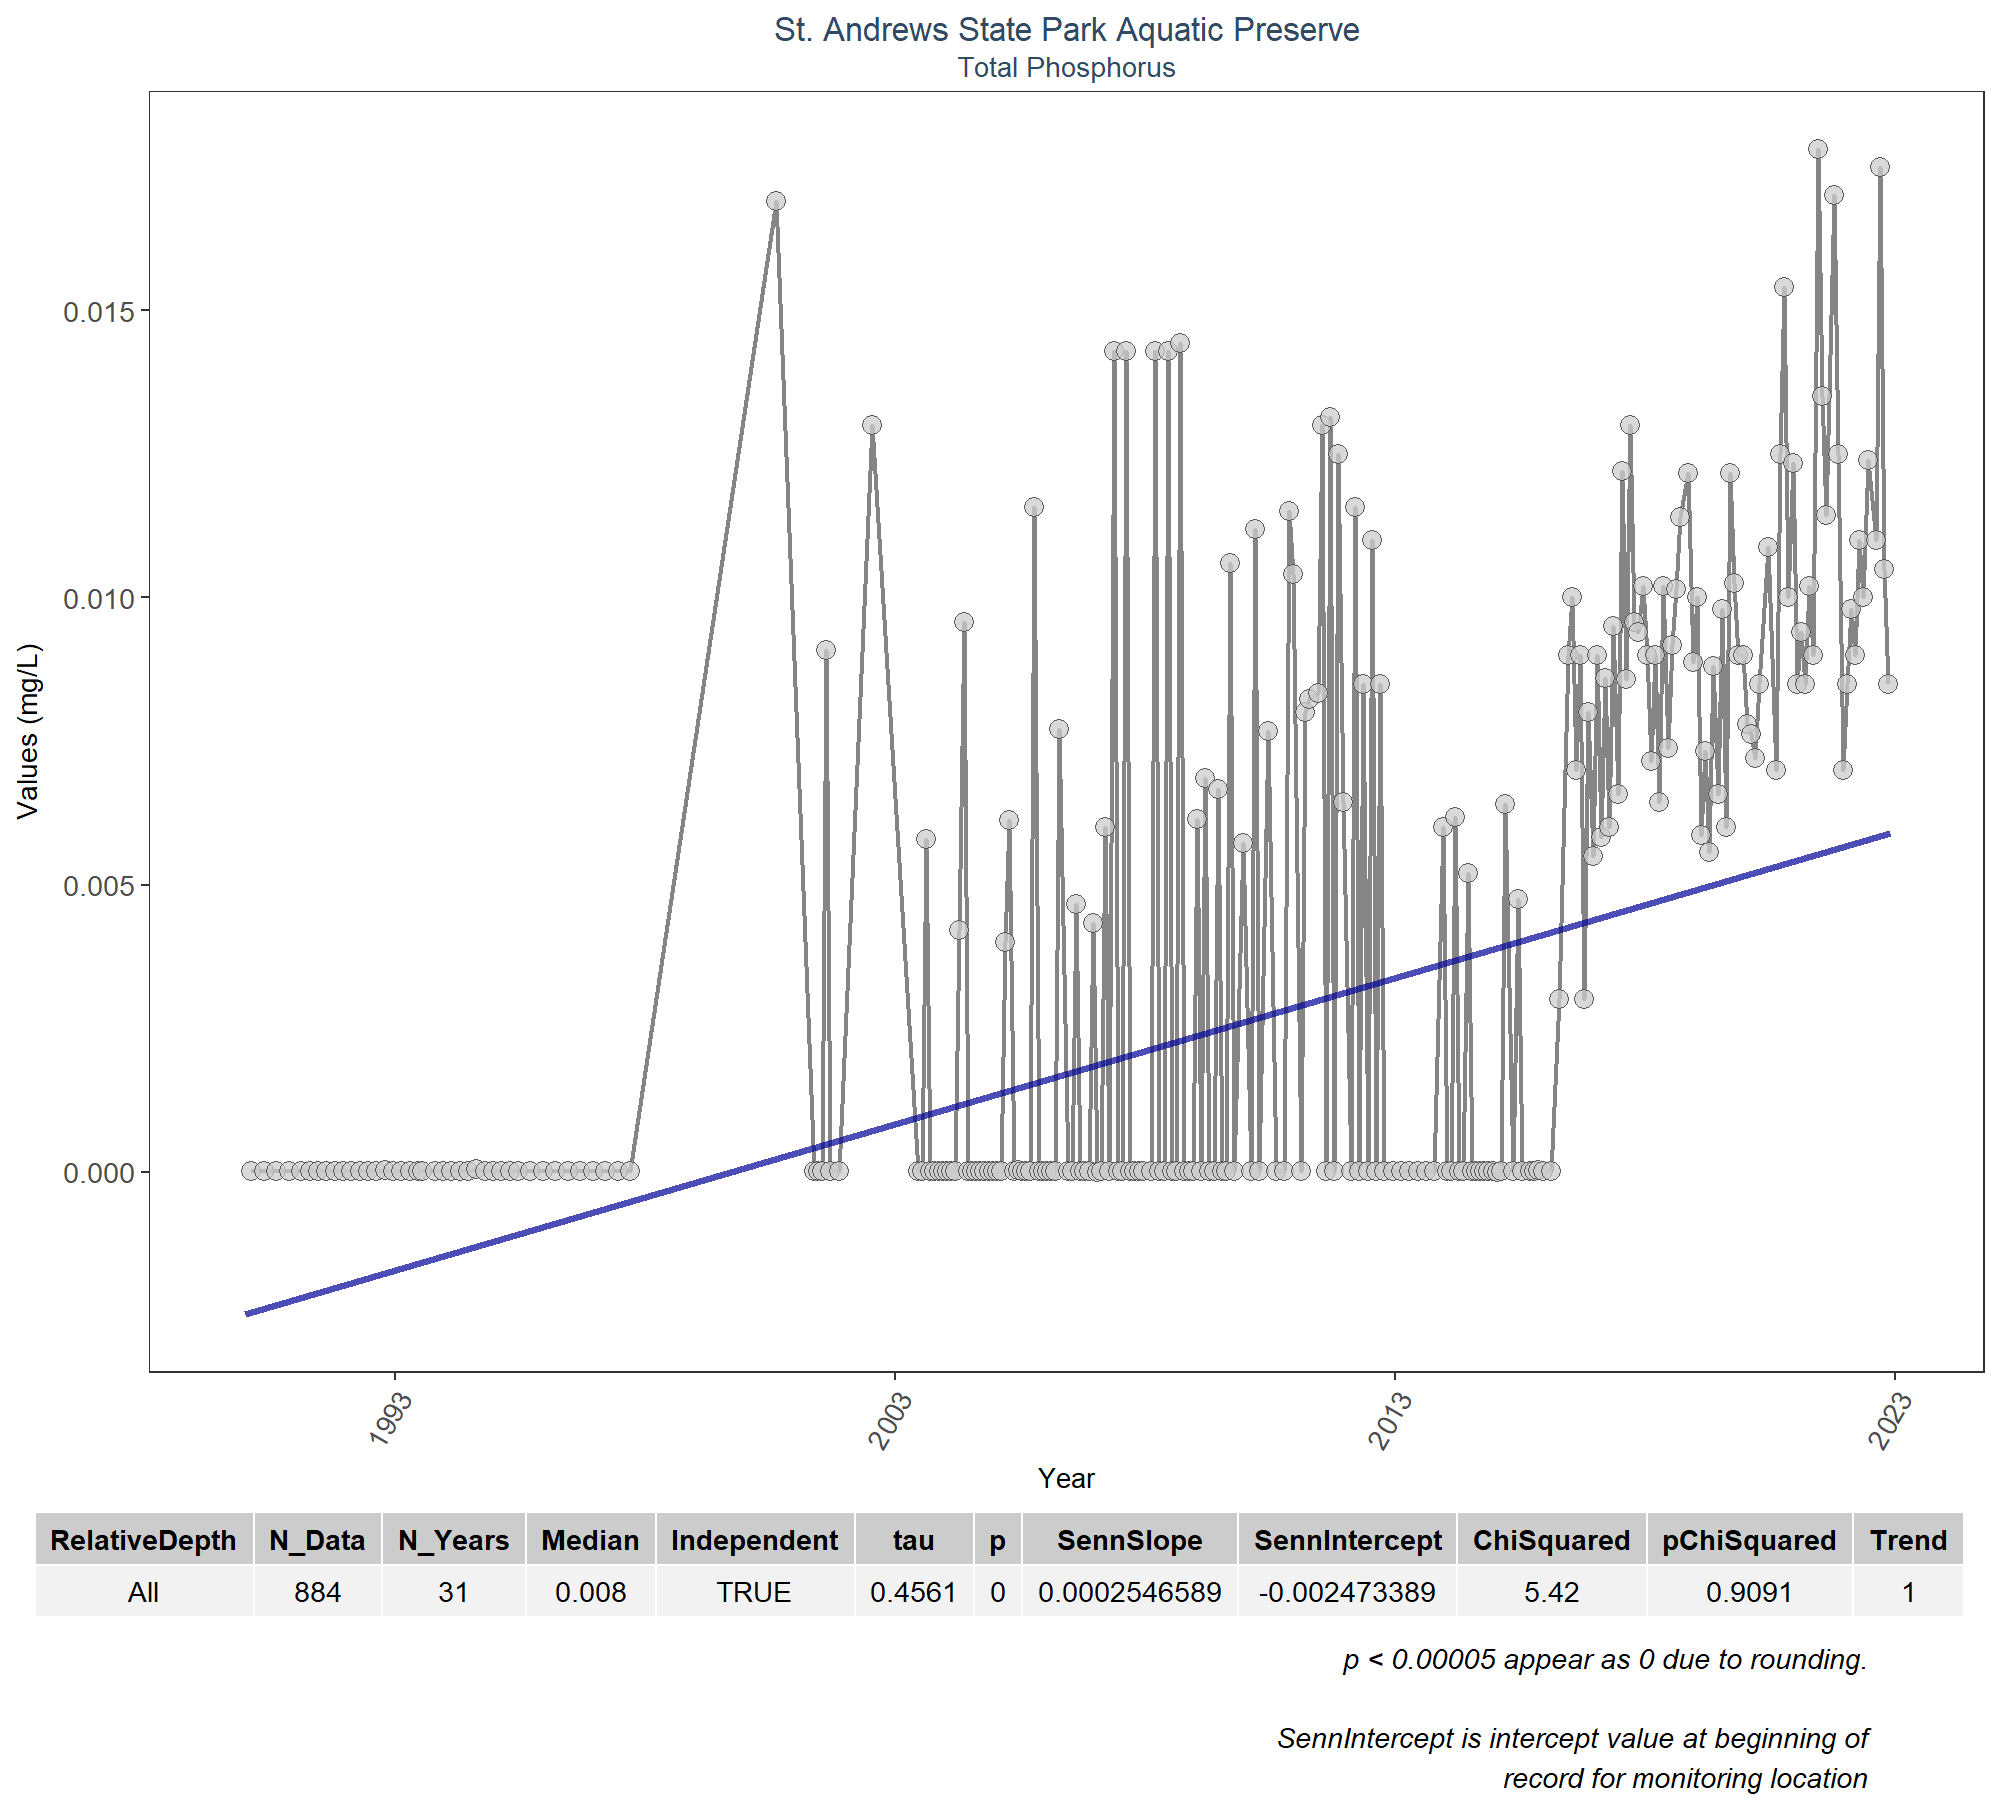 St. Andrews State Park Aquatic Preserve
Total Phosphorus
Values (mg/L)
0.015
0.010
0.005
0.000
1993
2003
2013
2023
Year
RelativeDepth N_Data N_Years Median Independent tau p SennSlope SennIntercept ChiSquared pChiSquared Trend
All 884 31 0.008 TRUE 0.4561 0 0.0002546589 -0.002473389 5.42 0.9091 1
p < 0.00005 appear as 0 due to rounding.
SennIntercept is intercept value at beginning of
record for monitoring location